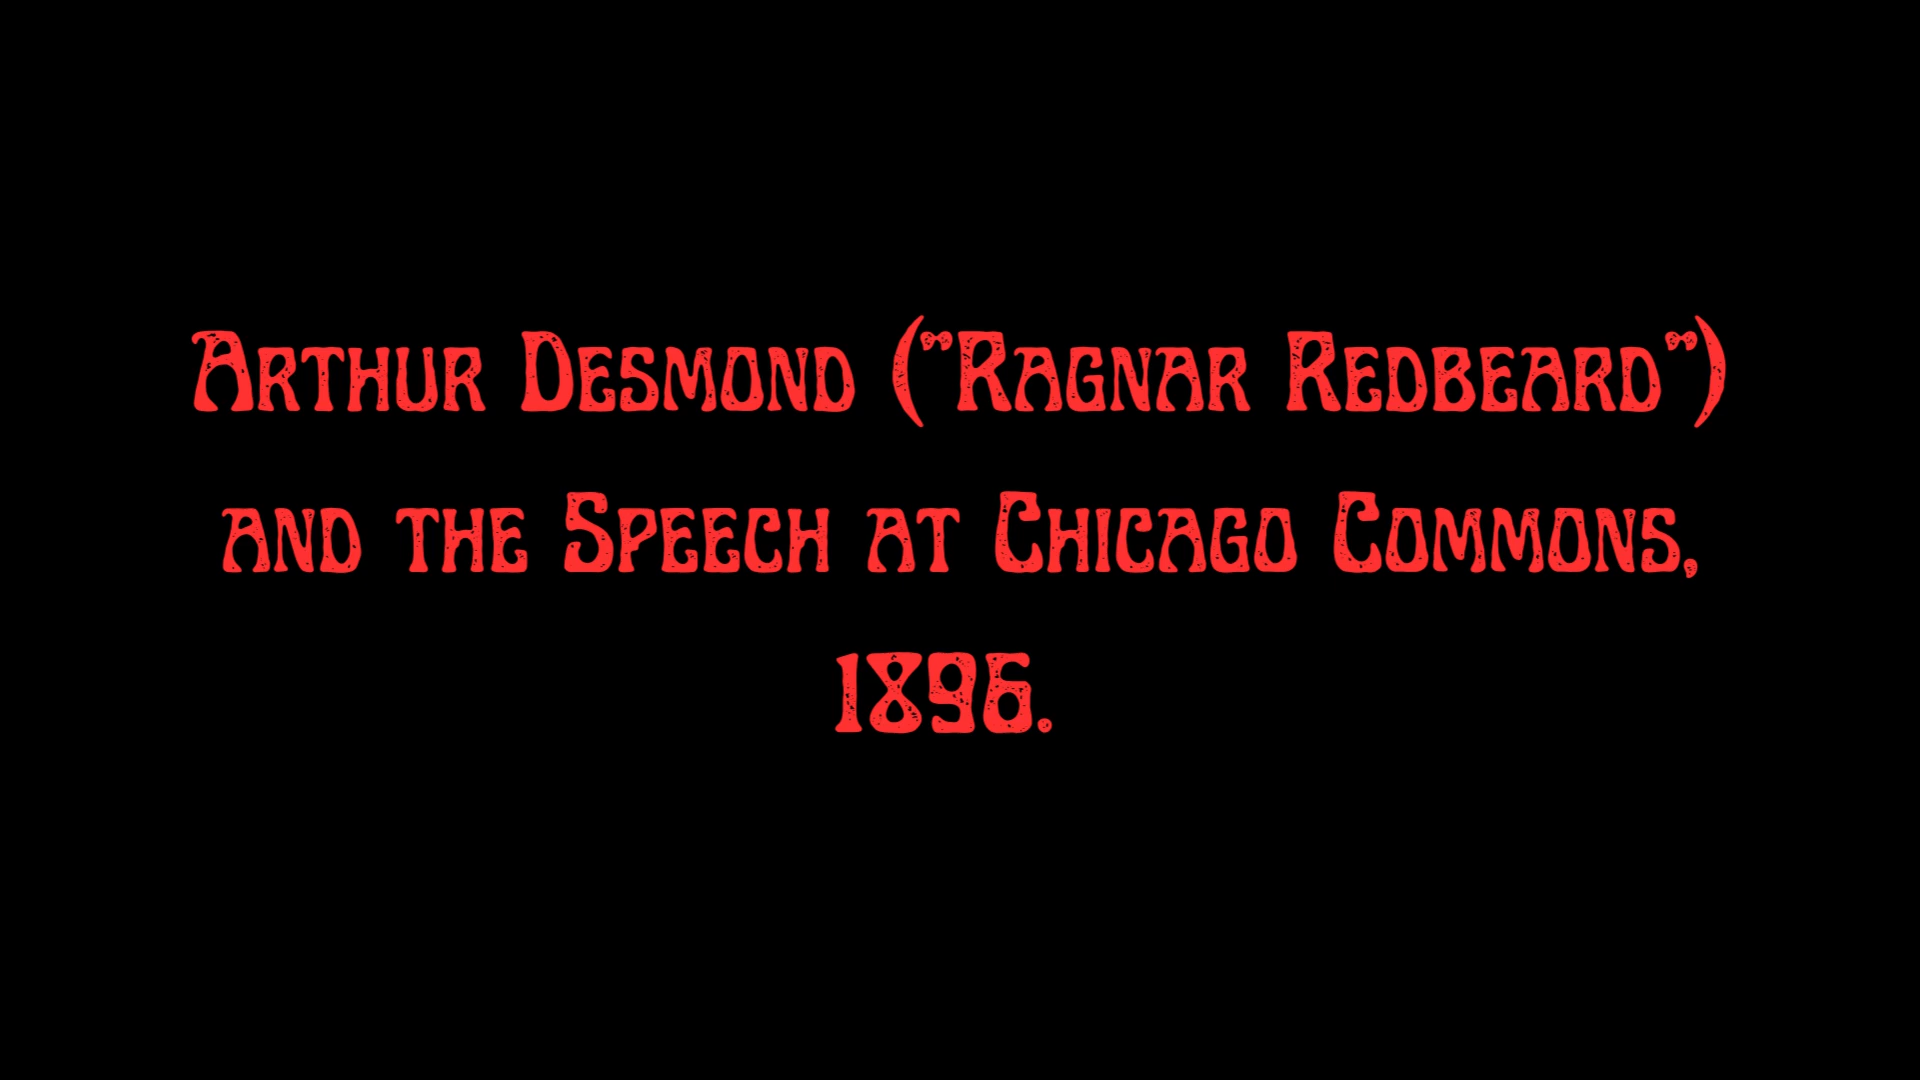 Arthur Desmond ("Ragnar Redbeard")
and the Speech at Chicago Commons,
1896.